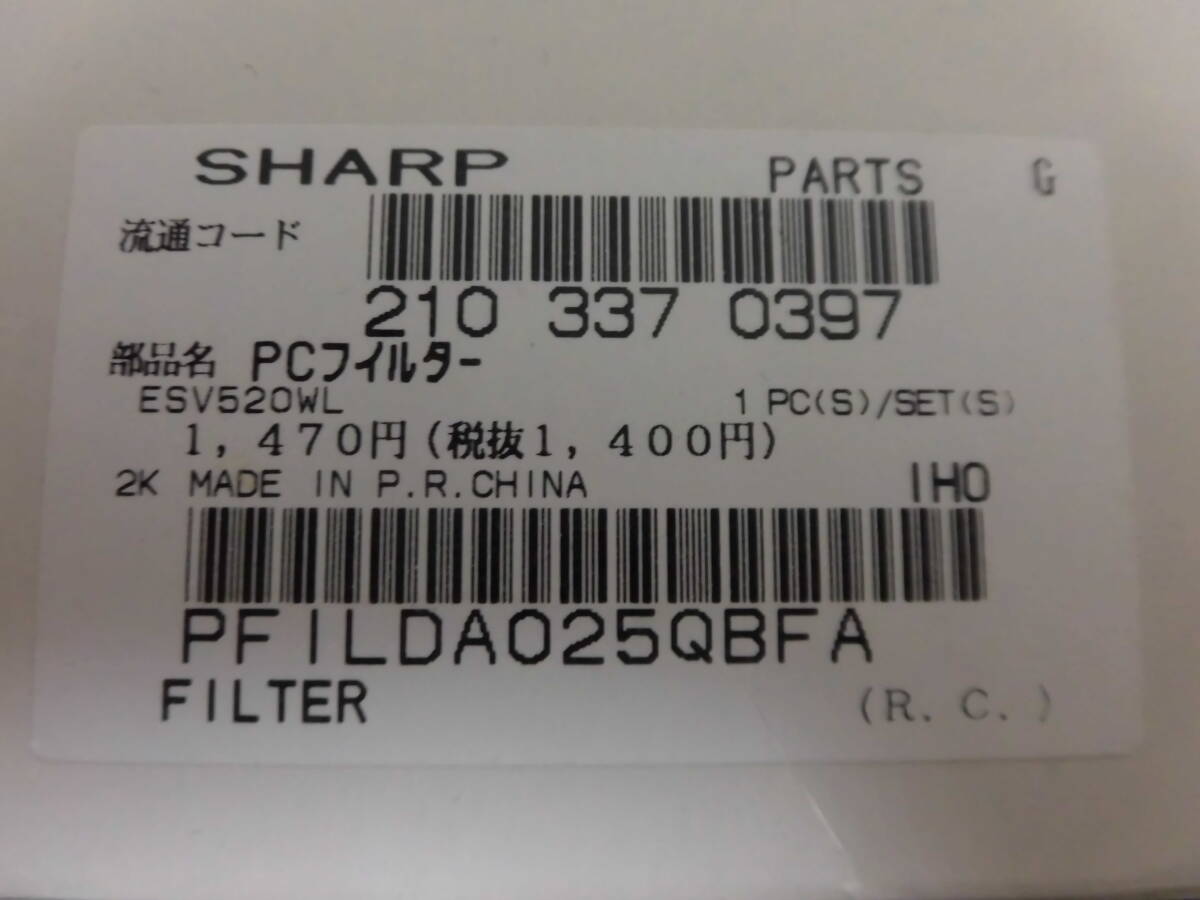 SHARP PARTS G
流通コード
210 337 0397
部品名 PCフィルター
ESV520WL 1 PC(S)/SET(S)
1,470円(税抜1,400円)
2K MADE IN P.R.CHINA IHO
PFILDA025QBFA
FILTER (R. C. )